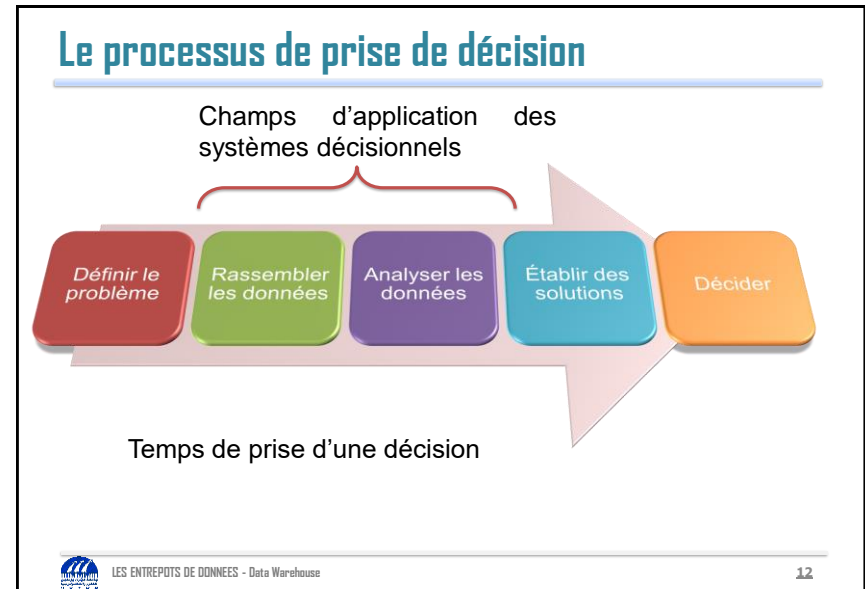 Le processus de prise de décision
Champs d'application des
systèmes décisionnels
Définir le
problème
Rassembler
les données
Analyser les
données
Établir des
solutions
Décider
Temps de prise d'une décision
LES ENTREPOTS DE DONNEES - Data Warehouse
12